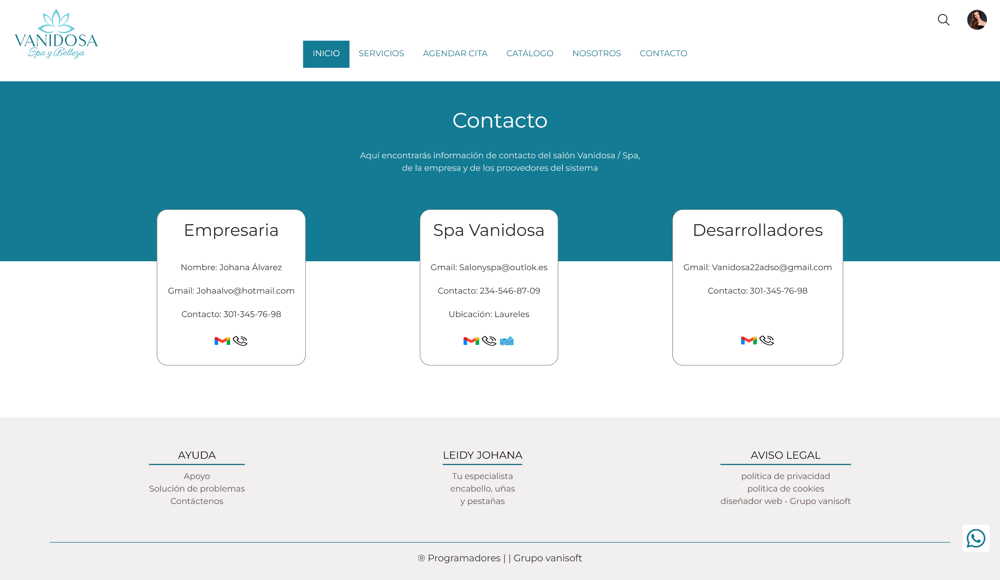 VANIDOSA
Spa y Belleza
INICIO SERVICIOS AGENDAR CITA CATÁLOGO NOSOTROS CONTACTO
Contacto
Aquí encontrarás información de contacto del salón Vanidosa / Spa,
de la empresa y de los proovedores del sistema
Empresaria
Nombre: Johana Álvarez
Gmail: Johaalvo@hotmail.com
Contacto: 301-345-76-98
Spa Vanidosa
Gmail: Salonyspa@outlok.es
Contacto: 234-546-87-09
Ubicación: Laureles
Desarrolladores
Gmail: Vanidosa22adso@gmail.com
Contacto: 301-345-76-98
AYUDA
Apoyo
Solución de problemas
Contáctenos
LEIDY JOHANA
Tu especialista
encabello, uñas
y pestañas
AVISO LEGAL
política de privacidad
política de cookies
diseñador web - Grupo vanisoft
® Programadores | | Grupo vanisoft